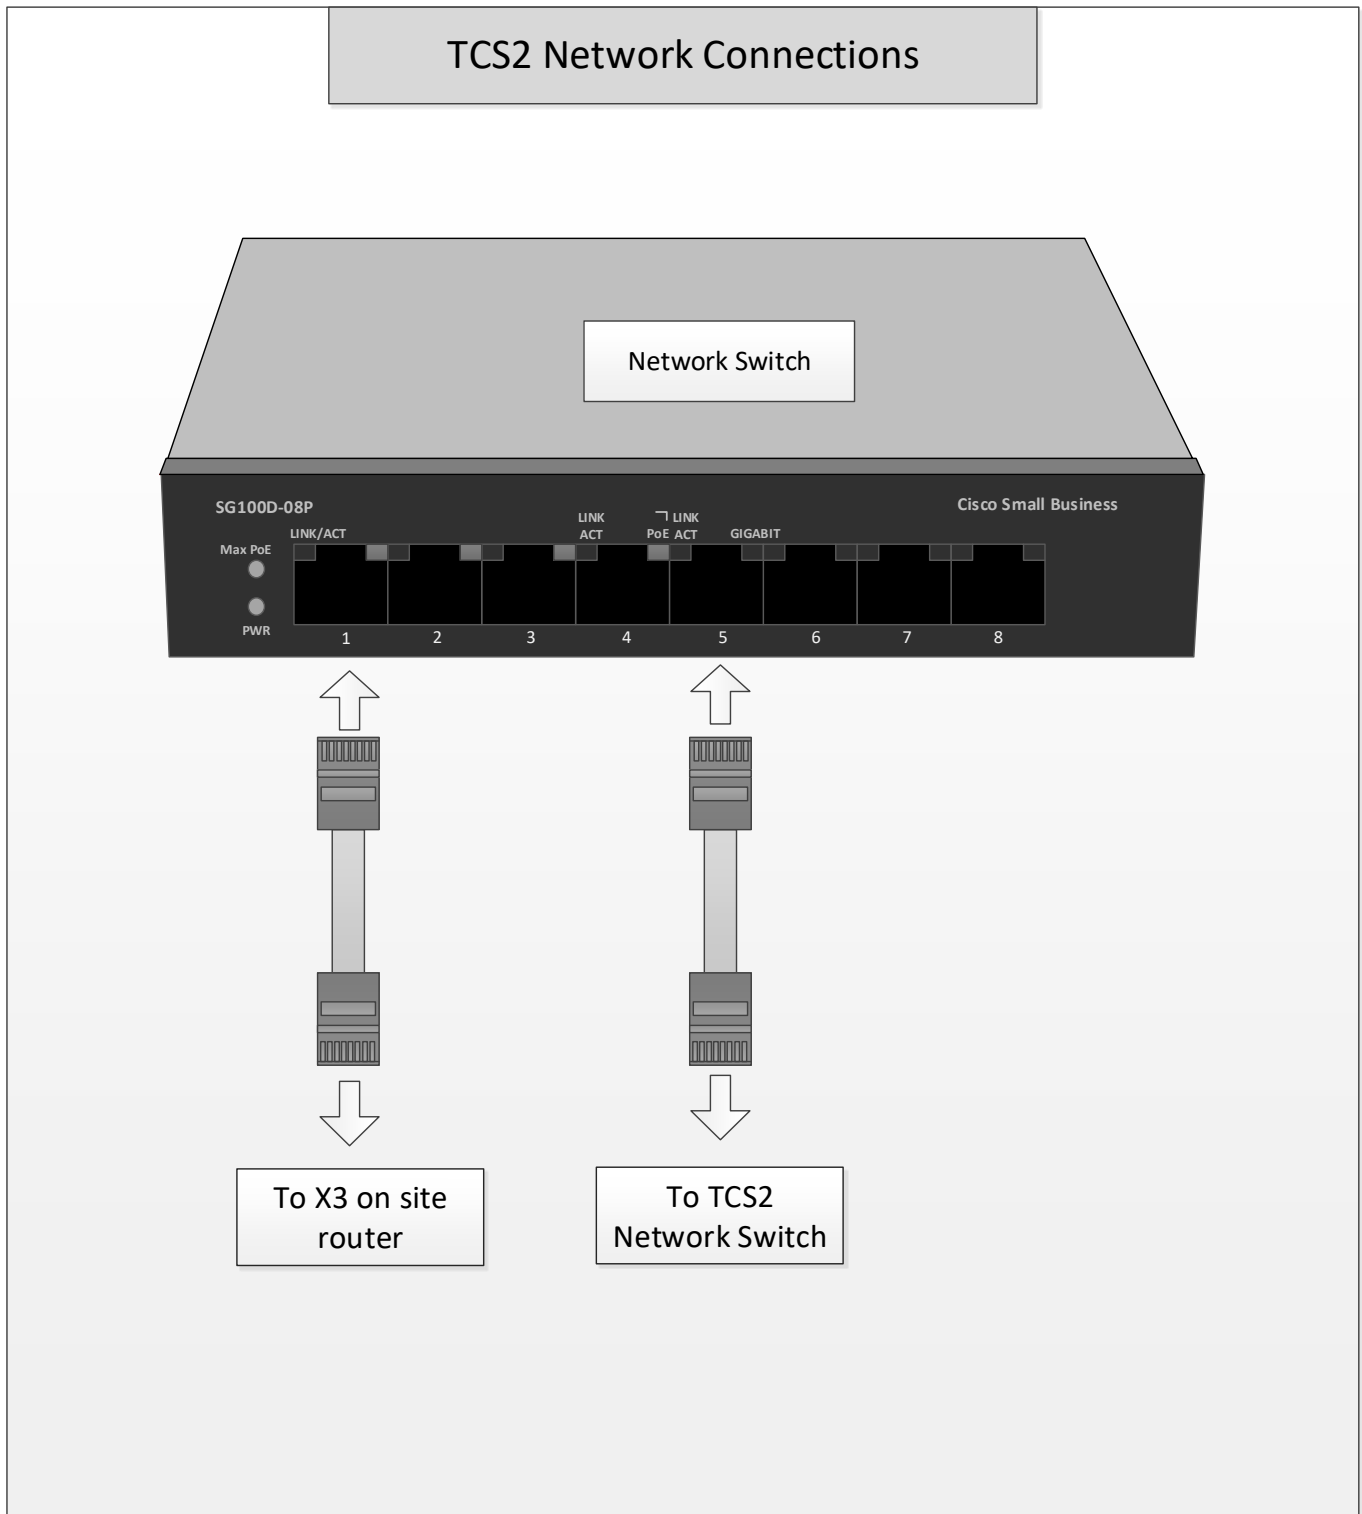 TCS2 Network Connections
Network Switch
SG100D-08P
Cisco Small Business
LINK/ACT
LINK
ACT
PoE
LINK
ACT
GIGABIT
Max PoE
PWR
1 2 3 4 5 6 7 8
To X3 on site
router
To TCS2
Network Switch